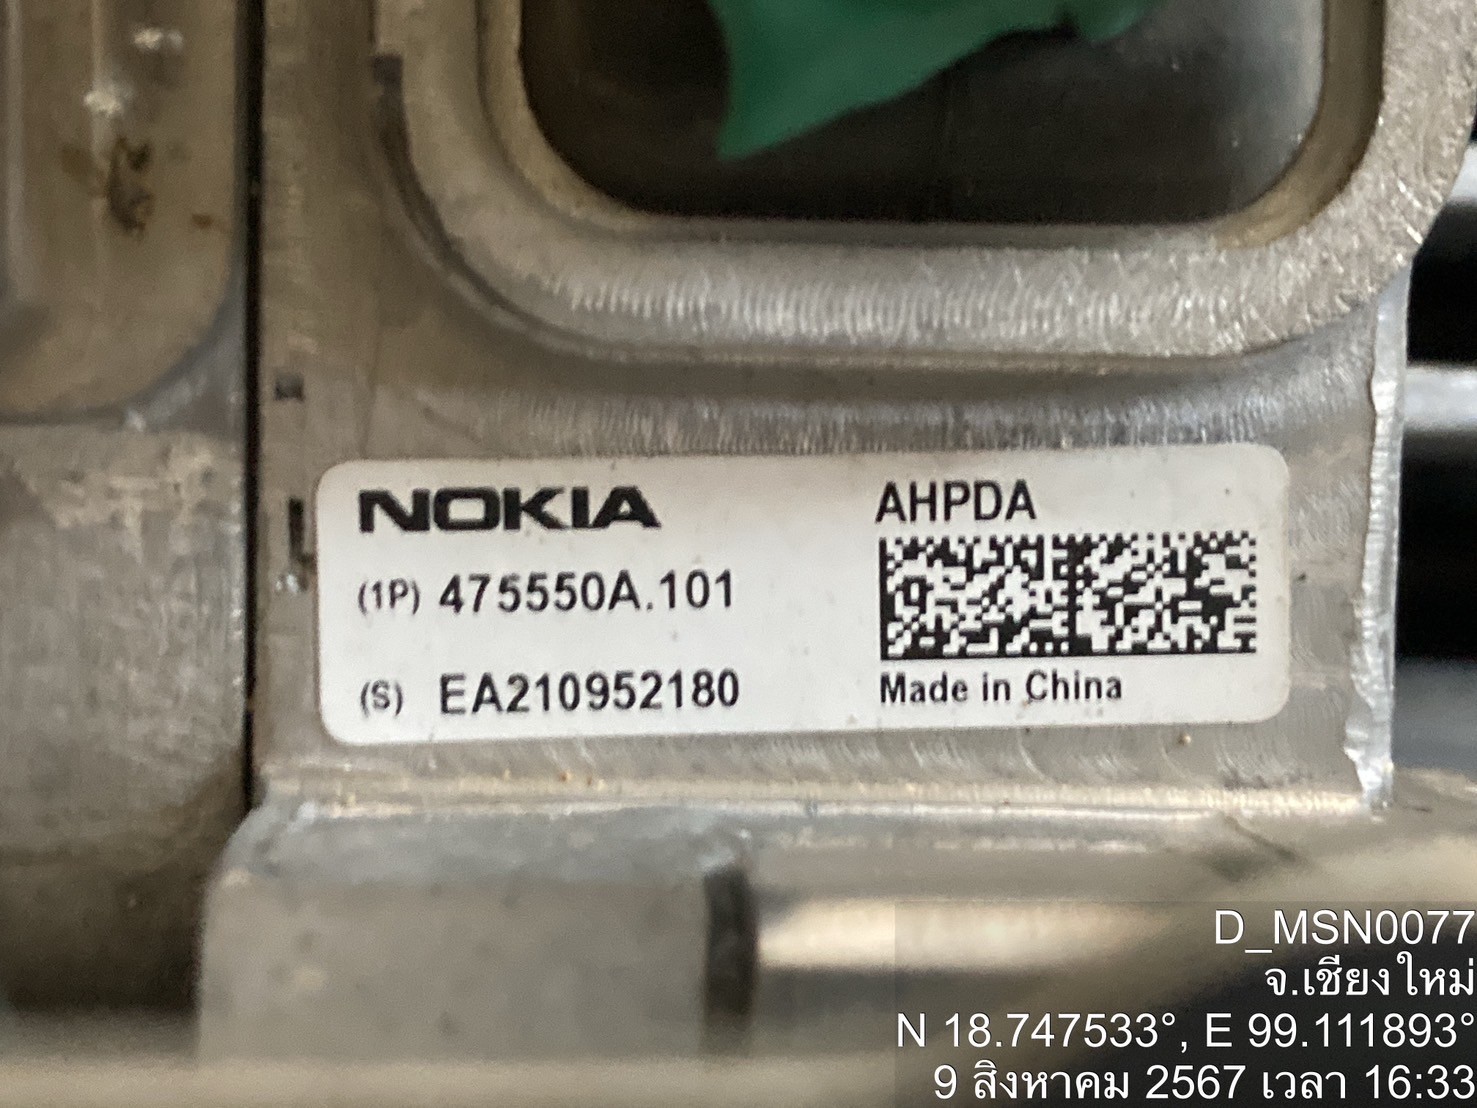 NOKIA
AHPDA
(1P) 475550A.101
(S) EA210952180
Made in China
D_MSN0077
จ.เชียงใหม่
N 18.747533°, E 99.111893°
9 สิงหาคม 2567 เวลา 16:33